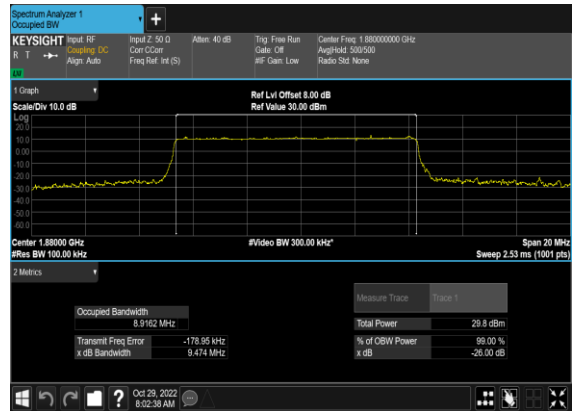 Spectrum Analyzer 1
Occupied BW
KEYSIGHT Input: RF Input Z: 50 Ω Atten: 40 dB Trig: Free Run Center Freq: 1.880000000 GHz
R T Coupling: DC Corr CCorr Gate: Off Avg|Hold: 500/500
Align: Auto Freq Ref: Int (S) #IF Gain: Low Radio Std: None
1 Graph Ref Lvl Offset 8.00 dB
Scale/Div 10.0 dB Ref Value 30.00 dBm
Log
20.0
10.0
0.00
-10.0
-20.0
-30.0
-40.0
-50.0
-60.0
Center 1.88000 GHz #Video BW 300.00 kHz* Span 20 MHz
#Res BW 100.00 kHz Sweep 2.53 ms (1001 pts)
2 Metrics
Measure Trace Trace 1
Occupied Bandwidth
8.9162 MHz Total Power 29.8 dBm
Transmit Freq Error -178.95 kHz % of OBW Power 99.00 %
x dB Bandwidth 9.474 MHz x dB -26.00 dB
? Oct 29, 2022
8:02:38 AM